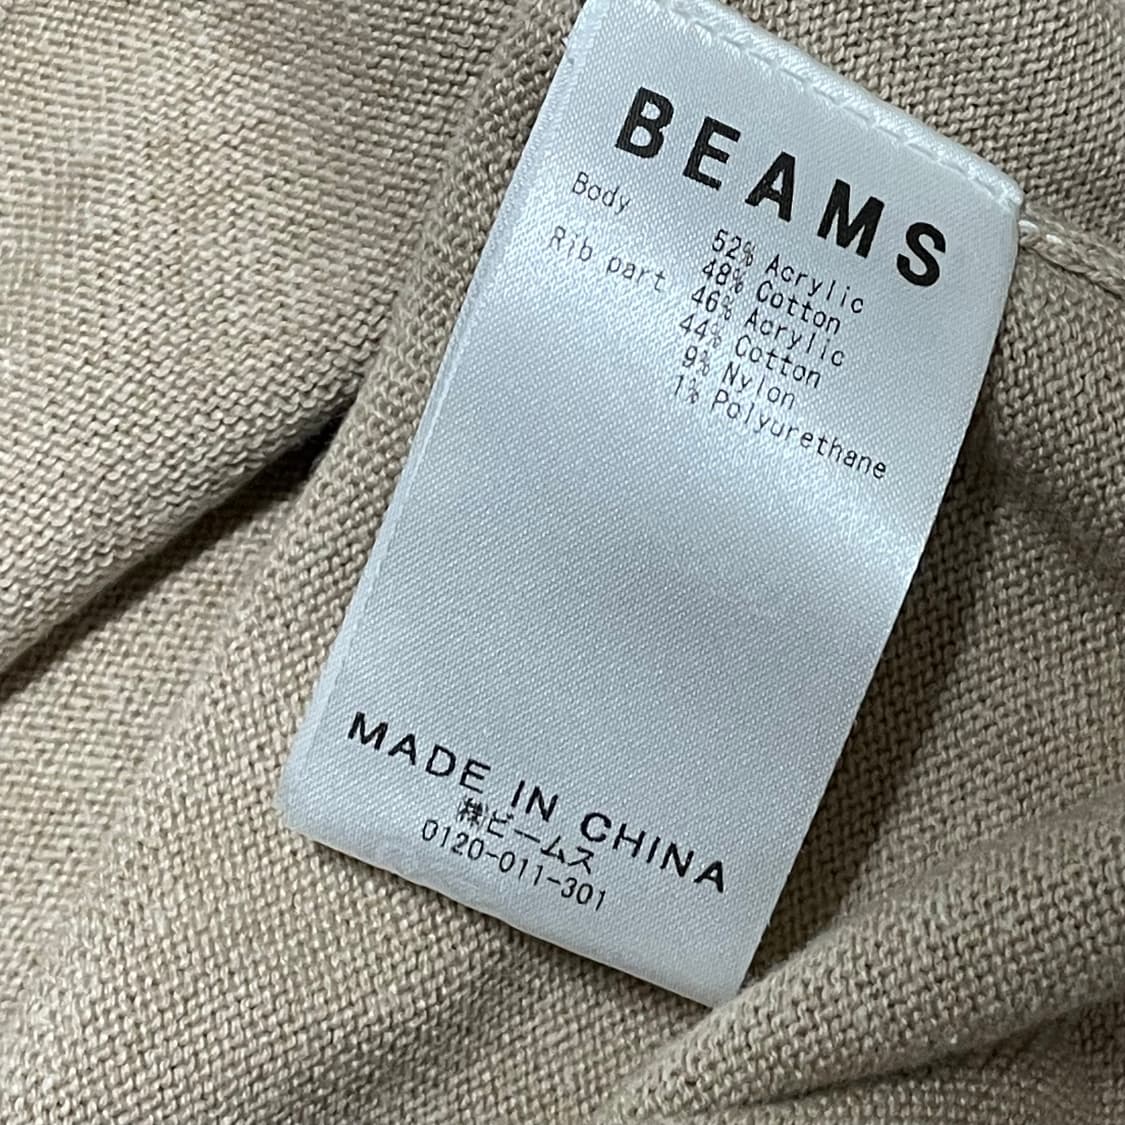 BEAMS
Body 52% Acrylic
48% Cotton
Rib part 46% Acrylic
44% Cotton
9% Nylon
1% Polyurethane
MADE IN CHINA
㈱ビームス
0120-011-301